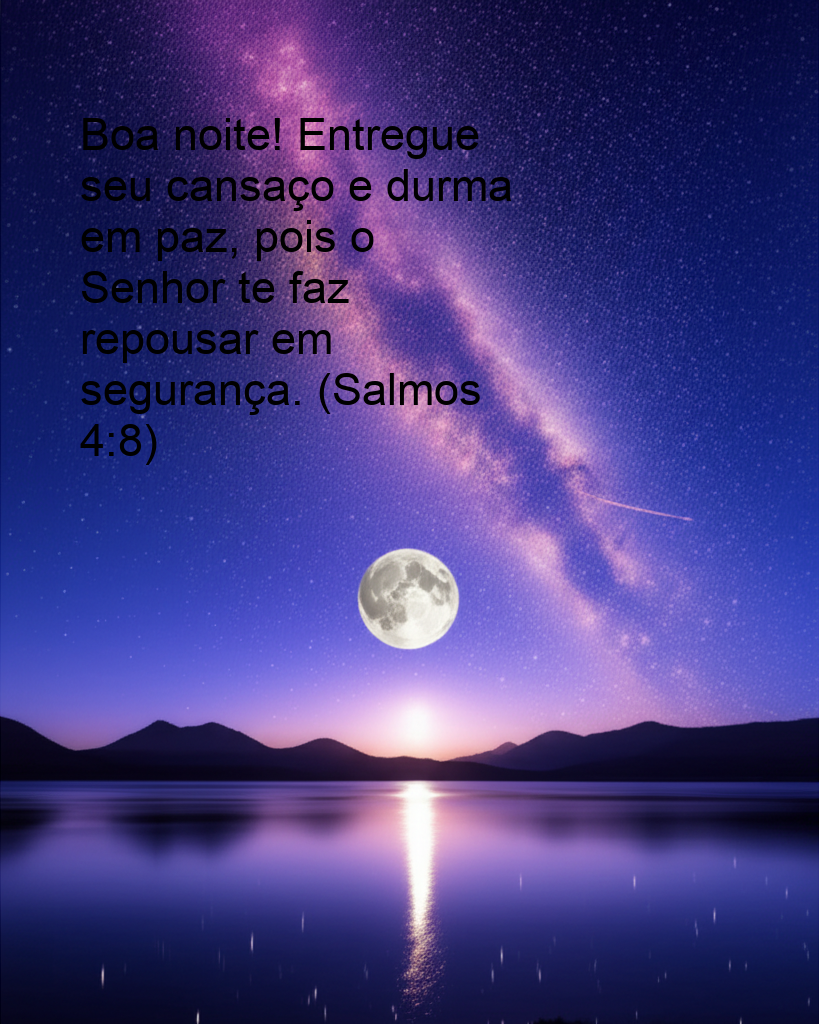 Boa noite! Entregue
seu cansaço e durma
em paz, pois o
Senhor te faz
repousar em
segurança. (Salmos
4:8)